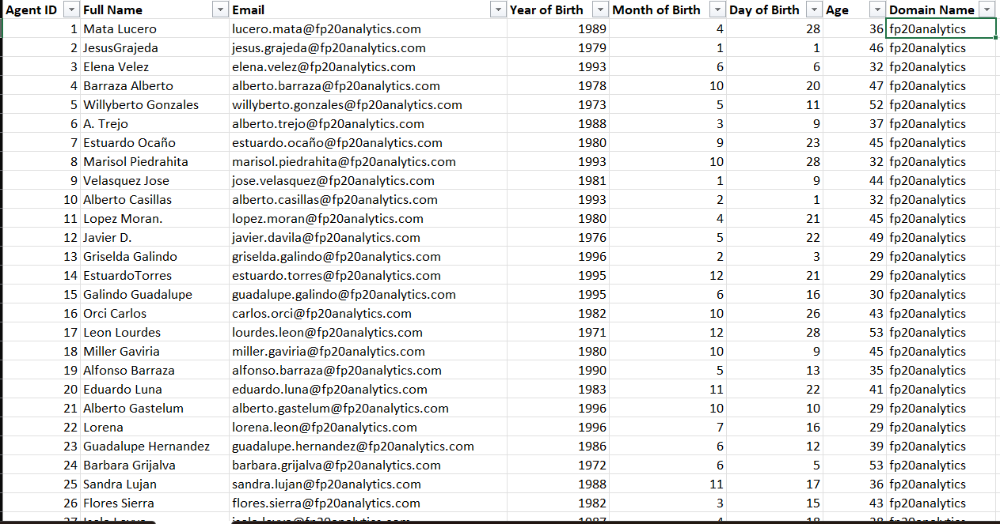 Agent ID Full Name Email Year of Birth Month of Birth Day of Birth Age Domain Name
1 Mata Lucero lucero.mata@fp20analytics.com 1989 4 28 36 fp20analytics
2 JesusGrajeda jesus.grajeda@fp20analytics.com 1979 1 1 46 fp20analytics
3 Elena Velez elena.velez@fp20analytics.com 1993 6 6 32 fp20analytics
4 Barraza Alberto alberto.barraza@fp20analytics.com 1978 10 20 47 fp20analytics
5 Willyberto Gonzales willyberto.gonzales@fp20analytics.com 1973 5 11 52 fp20analytics
6 A. Trejo alberto.trejo@fp20analytics.com 1988 3 9 37 fp20analytics
7 Estuardo Ocaño estuardo.ocaño@fp20analytics.com 1980 9 23 45 fp20analytics
8 Marisol Piedrahita marisol.piedrahita@fp20analytics.com 1993 10 28 32 fp20analytics
9 Velasquez Jose jose.velasquez@fp20analytics.com 1981 1 9 44 fp20analytics
10 Alberto Casillas alberto.casillas@fp20analytics.com 1993 2 1 32 fp20analytics
11 Lopez Moran. lopez.moran@fp20analytics.com 1980 4 21 45 fp20analytics
12 Javier D. javier.davila@fp20analytics.com 1976 5 22 49 fp20analytics
13 Griselda Galindo griselda.galindo@fp20analytics.com 1996 2 3 29 fp20analytics
14 EstuardoTorres estuardo.torres@fp20analytics.com 1995 12 21 29 fp20analytics
15 Galindo Guadalupe guadalupe.galindo@fp20analytics.com 1995 6 16 30 fp20analytics
16 Orci Carlos carlos.orci@fp20analytics.com 1982 10 26 43 fp20analytics
17 Leon Lourdes lourdes.leon@fp20analytics.com 1971 12 28 53 fp20analytics
18 Miller Gaviria miller.gaviria@fp20analytics.com 1980 10 9 45 fp20analytics
19 Alfonso Barraza alfonso.barraza@fp20analytics.com 1990 5 13 35 fp20analytics
20 Eduardo Luna eduardo.luna@fp20analytics.com 1983 11 22 41 fp20analytics
21 Alberto Gastelum alberto.gastelum@fp20analytics.com 1996 10 10 29 fp20analytics
22 Lorena lorena.leon@fp20analytics.com 1996 7 16 29 fp20analytics
23 Guadalupe Hernandez guadalupe.hernandez@fp20analytics.com 1986 6 12 39 fp20analytics
24 Barbara Grijalva barbara.grijalva@fp20analytics.com 1972 6 5 53 fp20analytics
25 Sandra Lujan sandra.lujan@fp20analytics.com 1988 11 17 36 fp20analytics
26 Flores Sierra flores.sierra@fp20analytics.com 1982 3 15 43 fp20analytics